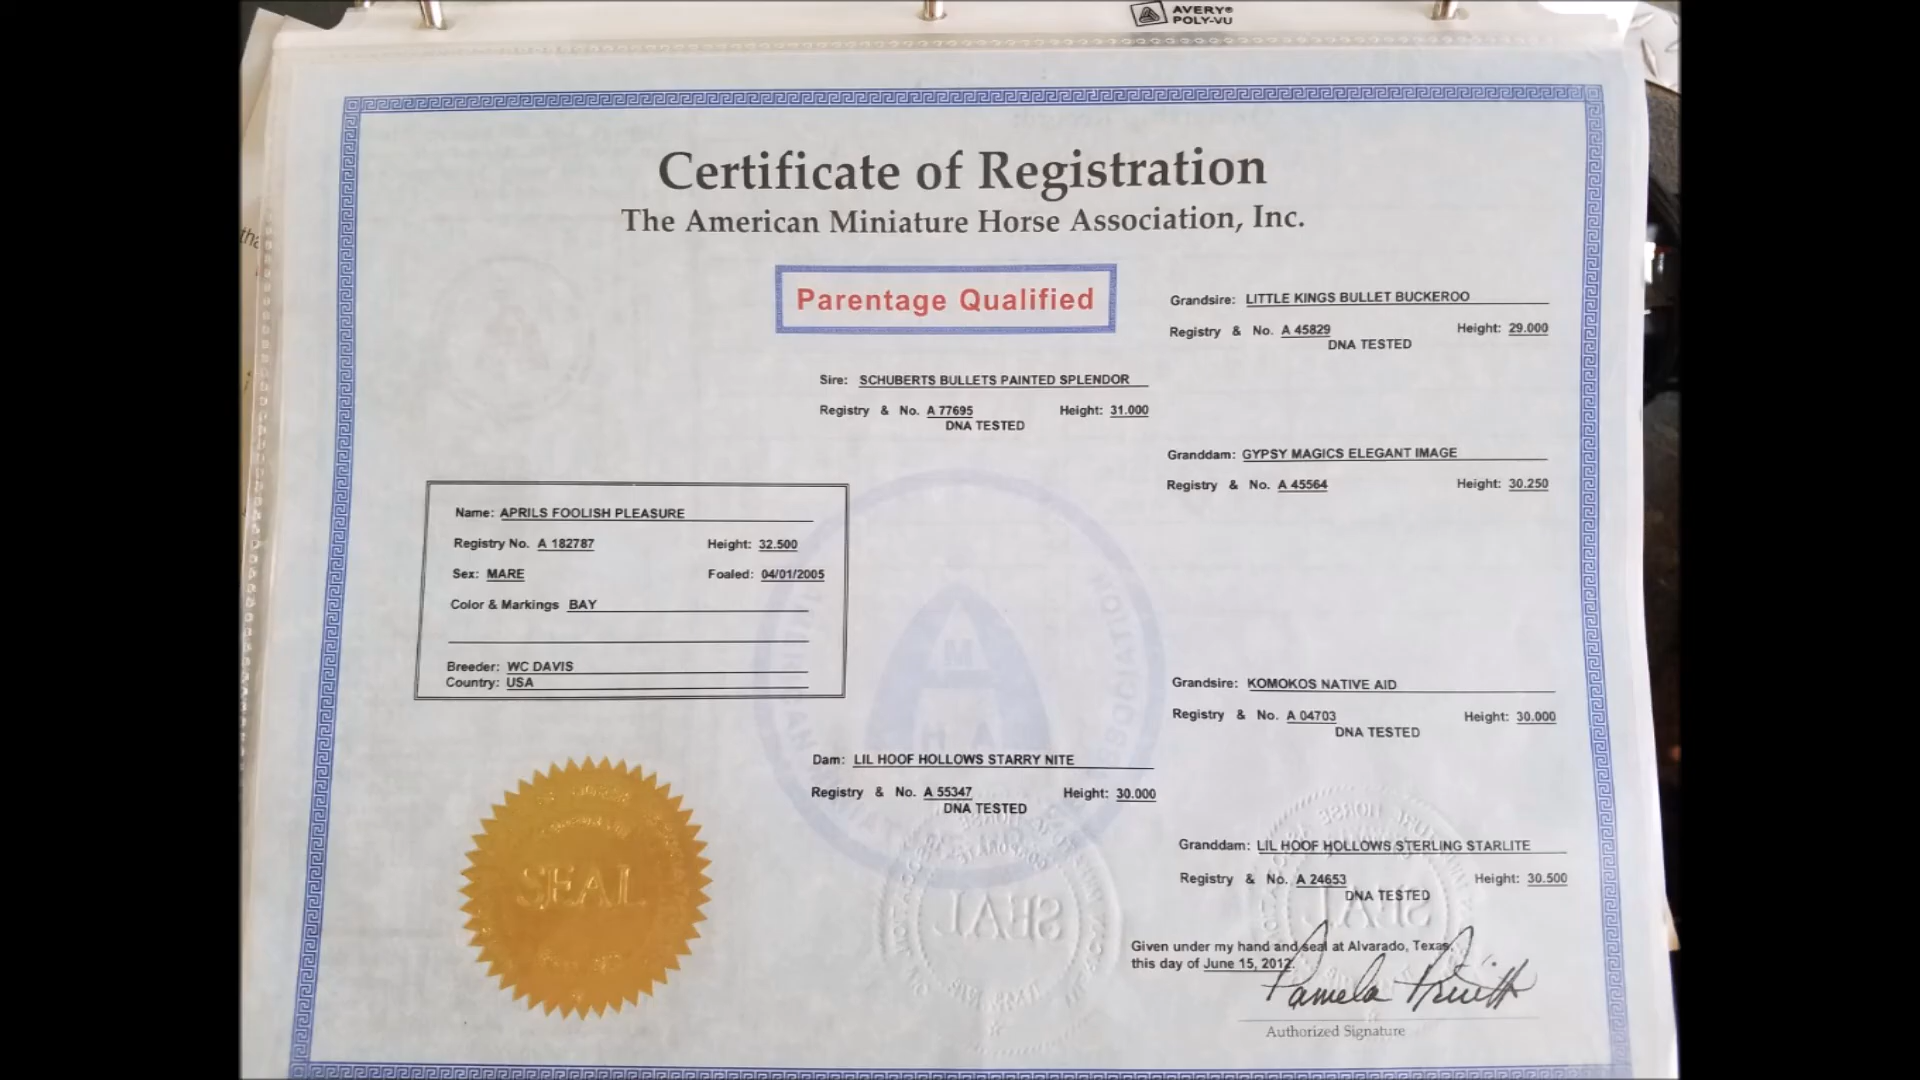 AVERY®
POLY-VU
Certificate of Registration
The American Miniature Horse Association, Inc.
Parentage Qualified
Grandsire: LITTLE KINGS BULLET BUCKEROO
Registry & No. A 45829 Height: 29.000
DNA TESTED
Sire: SCHUBERTS BULLETS PAINTED SPLENDOR
Registry & No. A 77695 Height: 31.000
DNA TESTED
Granddam: GYPSY MAGICS ELEGANT IMAGE
Registry & No. A 45564 Height: 30.250
Name: APRILS FOOLISH PLEASURE
Registry No. A 182787 Height: 32.500
Sex: MARE Foaled: 04/01/2005
Color & Markings BAY
Breeder: WC DAVIS
Country: USA
Grandsire: KOMOKOS NATIVE AID
Registry & No. A 04703 Height: 30.000
DNA TESTED
Dam: LIL HOOF HOLLOWS STARRY NITE
Registry & No. A 55347 Height: 30.000
DNA TESTED
Granddam: LIL HOOF HOLLOWS STERLING STARLITE
Registry & No. A 24653 Height: 30.500
DNA TESTED
SEAL
SEAL
SEAL
Given under my hand and seal at Alvarado, Texas,
this day of June 15, 2012.
Pamela Pruitt
Authorized Signature